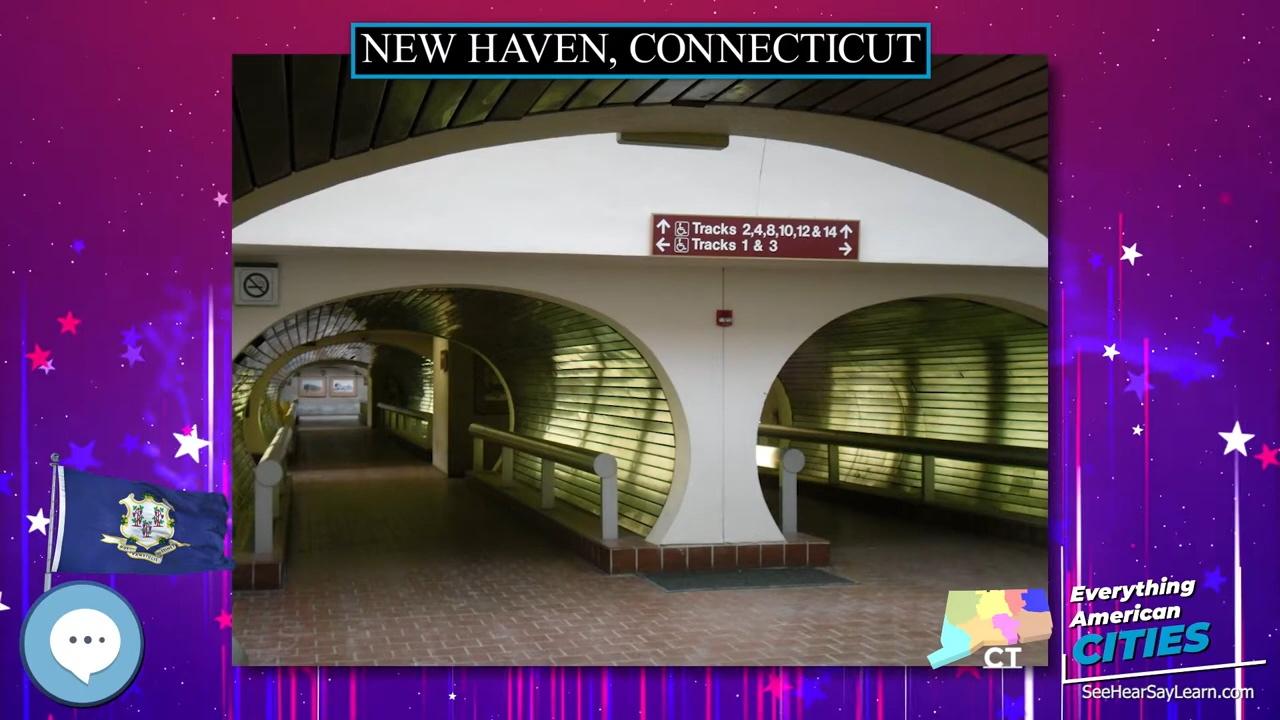 NEW HAVEN, CONNECTICUT
↑ Tracks 2,4,8,10,12 & 14 ↑
← Tracks 1 & 3 →
CT
Everything
American
CITIES
SeeHearSayLearn.com